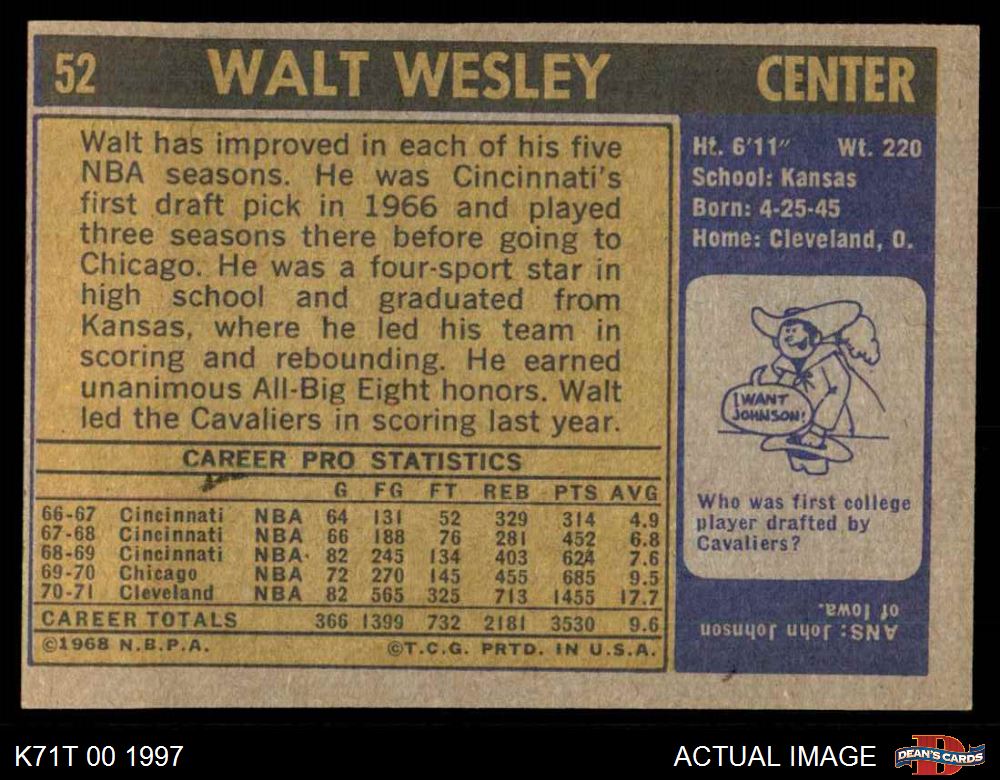 52 WALT WESLEY CENTER
Walt has improved in each of his five
NBA seasons. He was Cincinnati's
first draft pick in 1966 and played
three seasons there before going to
Chicago. He was a four-sport star in
high school and graduated from
Kansas, where he led his team in
scoring and rebounding. He earned
unanimous All-Big Eight honors. Walt
led the Cavaliers in scoring last year.
Ht. 6'11" Wt. 220
School: Kansas
Born: 4-25-45
Home: Cleveland, O.
I WANT
JOHNSON!
Who was first college
player drafted by
Cavaliers?
ANS: John Johnson
of Iowa.
CAREER PRO STATISTICS
G FG FT REB PTS AVG
66-67 Cincinnati NBA 64 131 52 329 314 4.9
67-68 Cincinnati NBA 66 188 76 281 452 6.8
68-69 Cincinnati NBA 82 245 134 403 624 7.6
69-70 Chicago NBA 72 270 145 455 685 9.5
70-71 Cleveland NBA 82 565 325 713 1455 17.7
CAREER TOTALS 366 1399 732 2181 3530 9.6
©1968 N.B.P.A. ©T.C.G. PRTD. IN U.S.A.
K71T 00 1997 ACTUAL IMAGE
D
DEAN'S CARDS